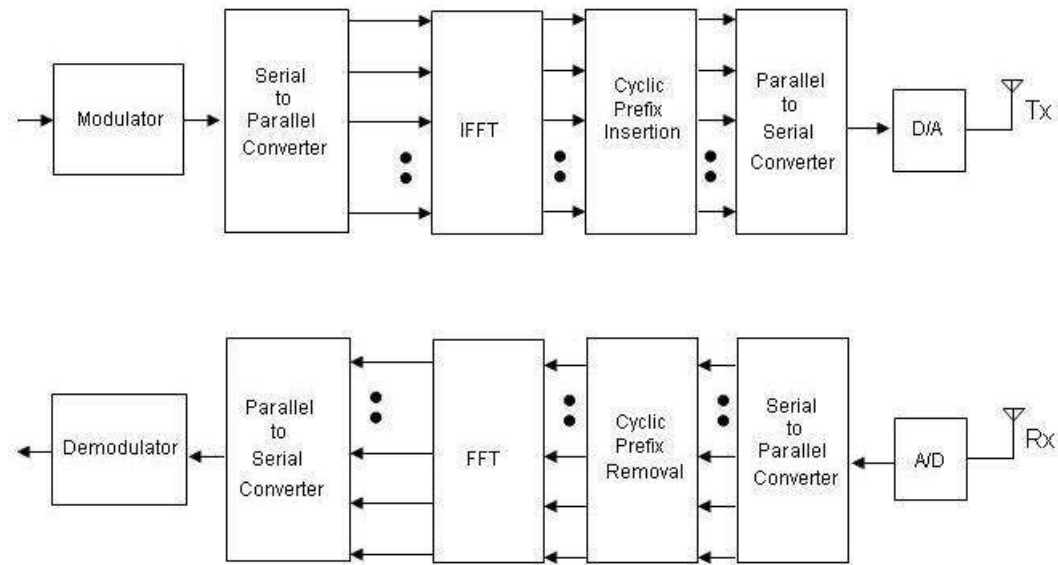 Modulator
Serial
to
Parallel
Converter
IFFT
Cyclic
Prefix
Insertion
Parallel
to
Serial
Converter
D/A
Tx
Demodulator
Parallel
to
Serial
Converter
FFT
Cyclic
Prefix
Removal
Serial
to
Parallel
Converter
A/D
Rx